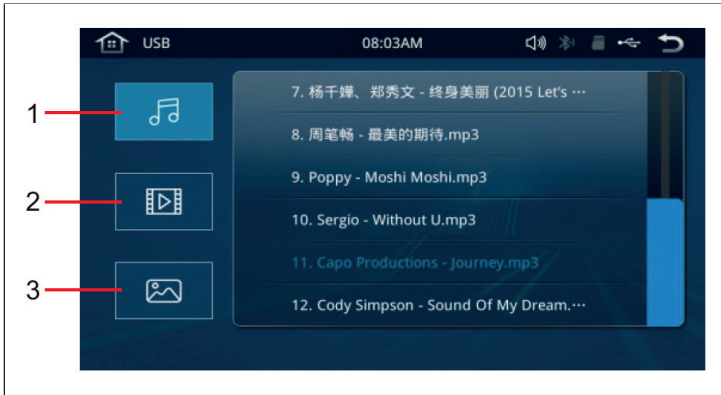 USB 08:03AM
1
7. 杨千嬅、郑秀文 - 终身美丽 (2015 Let's ⋯
8. 周笔畅 - 最美的期待.mp3
2
9. Poppy - Moshi Moshi.mp3
10. Sergio - Without U.mp3
3
11. Capo Productions - Journey.mp3
12. Cody Simpson - Sound Of My Dream.⋯